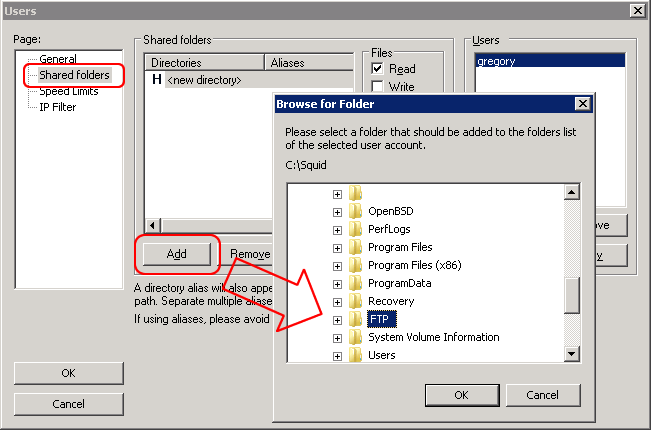 Users
Page:
General
Shared folders
Speed Limits
IP Filter
OK
Cancel
Shared folders
Directories Aliases
H <new directory>
Add
Remove
A directory alias will also appe
path. Separate multiple aliase
If using aliases, please avoid
Files
Read
Write
Users
gregory
ove
y
Browse for Folder
Please select a folder that should be added to the folders list
of the selected user account.
C:\Squid
OpenBSD
PerfLogs
Program Files
Program Files (x86)
ProgramData
Recovery
FTP
System Volume Information
Users
OK
Cancel